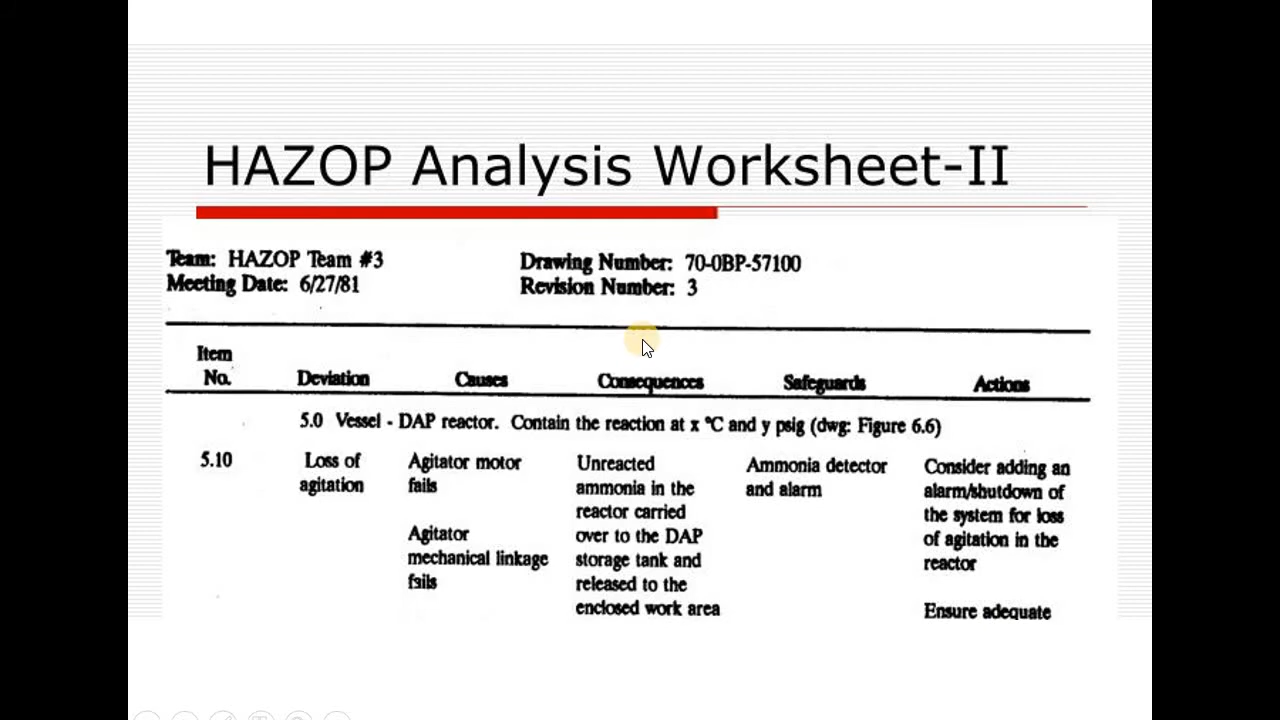 HAZOP Analysis Worksheet-II
Team: HAZOP Team #3
Drawing Number: 70-0BP-57100
Meeting Date: 6/27/81
Revision Number: 3
Item
No.
Deviation
Causes
Consequences
Safeguards
Actions
5.0 Vessel - DAP reactor. Contain the reaction at x °C and y psig (dwg: Figure 6.6)
5.10
Loss of
agitation
Agitator motor
fails
Agitator
mechanical linkage
fails
Unreacted
ammonia in the
reactor carried
over to the DAP
storage tank and
released to the
enclosed work area
Ammonia detector
and alarm
Consider adding an
alarm/shutdown of
the system for loss
of agitation in the
reactor
Ensure adequate